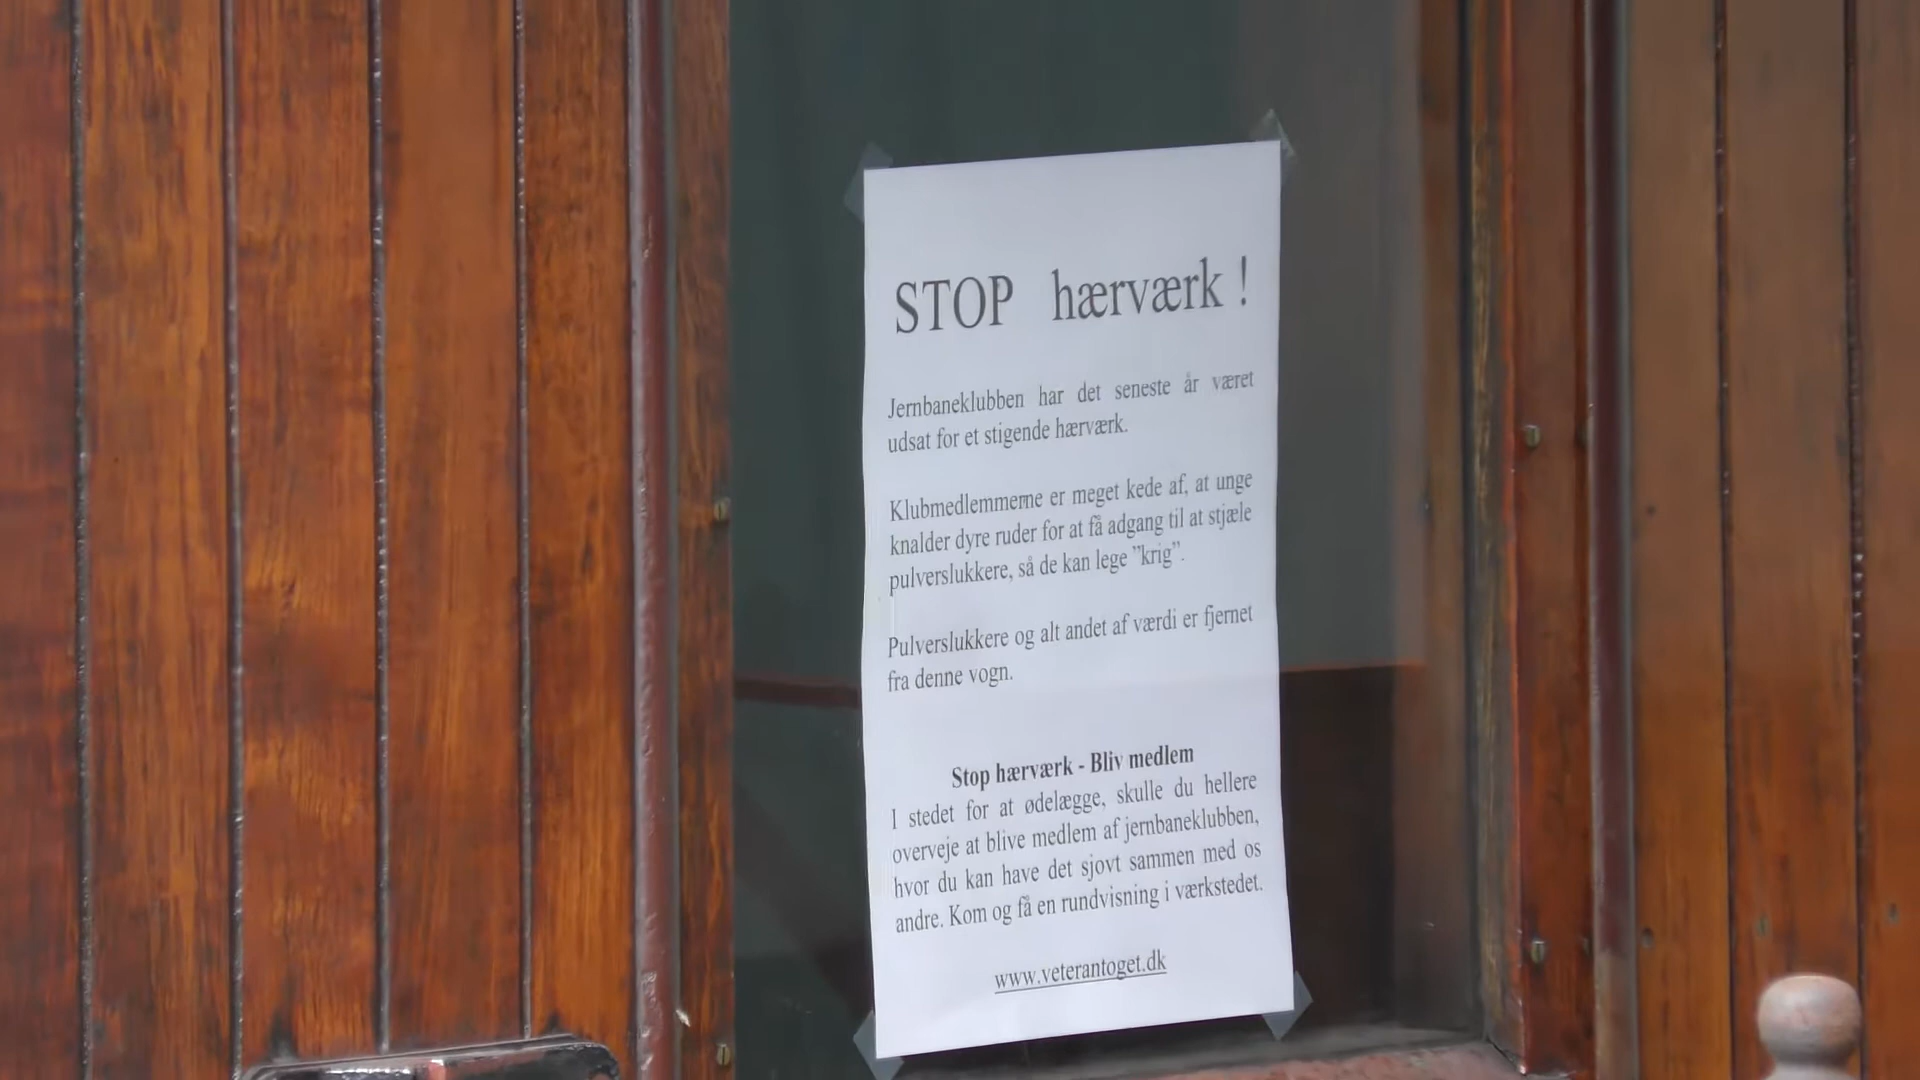 STOP hærværk !
Jernbaneklubben har det seneste år været
udsat for et stigende hærværk.
Klubmedlemmerne er meget kede af, at unge
knalder dyre ruder for at få adgang til at stjæle
pulverslukkere, så de kan lege ”krig”.
Pulverslukkere og alt andet af værdi er fjernet
fra denne vogn.
Stop hærværk - Bliv medlem
I stedet for at ødelægge, skulle du hellere
overveje at blive medlem af jernbaneklubben,
hvor du kan have det sjovt sammen med os
andre. Kom og få en rundvisning i værkstedet.
www.veterantoget.dk